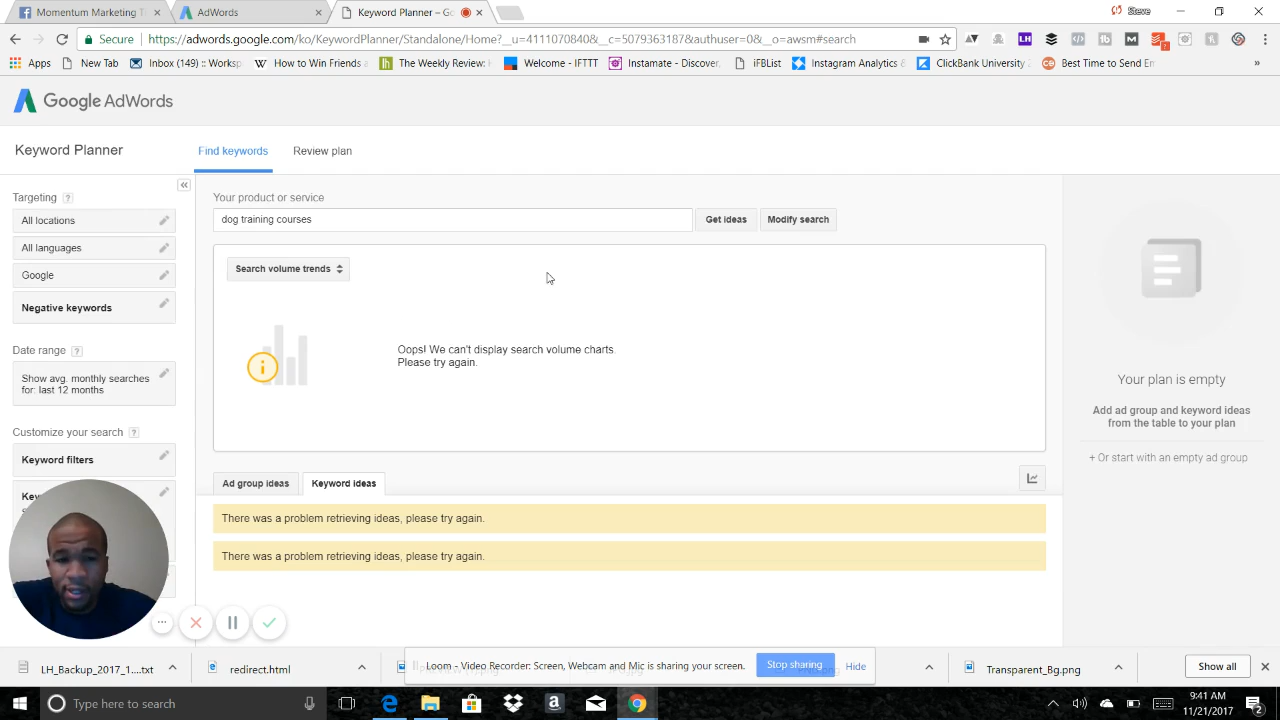 Momentum Marketing T
AdWords
Keyword Planner – Go
Steve
Secure
https://adwords.google.com/ko/KeywordPlanner/Standalone/Home?__u=4111070840&__c=5079363187&authuser=0&__o=awsm#search
Apps
New Tab
Inbox (149) :: Works
How to Win Friends a
The Weekly Review:
Welcome - IFTTT
Instamate - Discover,
iFBList
Instagram Analytics &
ClickBank University
Best Time to Send Em
Google AdWords
Keyword Planner
Find keywords
Review plan
Targeting ?
All locations
All languages
Google
Negative keywords
Date range ?
Show avg. monthly searches
for: last 12 months
Customize your search ?
Keyword filters
Your product or service
dog training courses
Get ideas
Modify search
Search volume trends
Oops! We can't display search volume charts.
Please try again.
Ad group ideas
Keyword ideas
There was a problem retrieving ideas, please try again.
There was a problem retrieving ideas, please try again.
Your plan is empty
Add ad group and keyword ideas
from the table to your plan
+ Or start with an empty ad group
LH_Backup_2017_1....txt
redirect.html
Loom - Video Recorder: Screen, Webcam and Mic is sharing your screen.
Stop sharing
Hide
Transparent_Bg.png
Show all
Type here to search
9:41 AM
11/21/2017
2